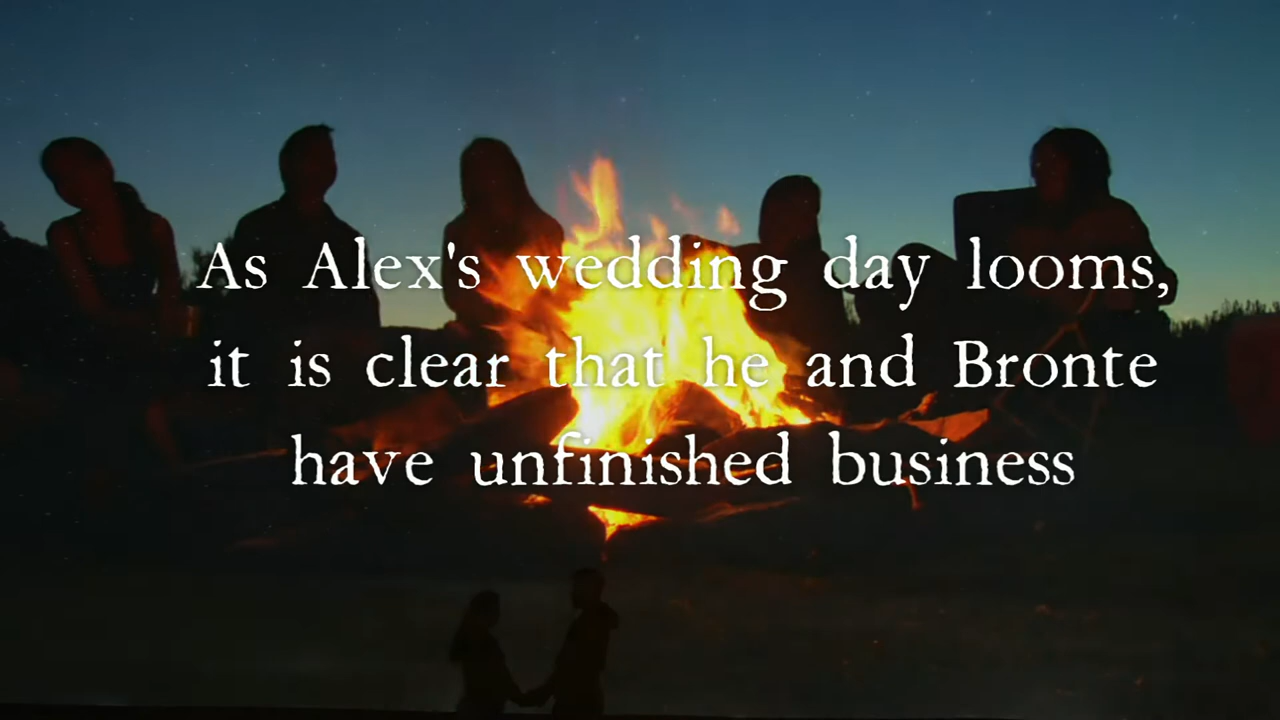 As Alex's wedding day looms,
it is clear that he and Bronte
have unfinished business